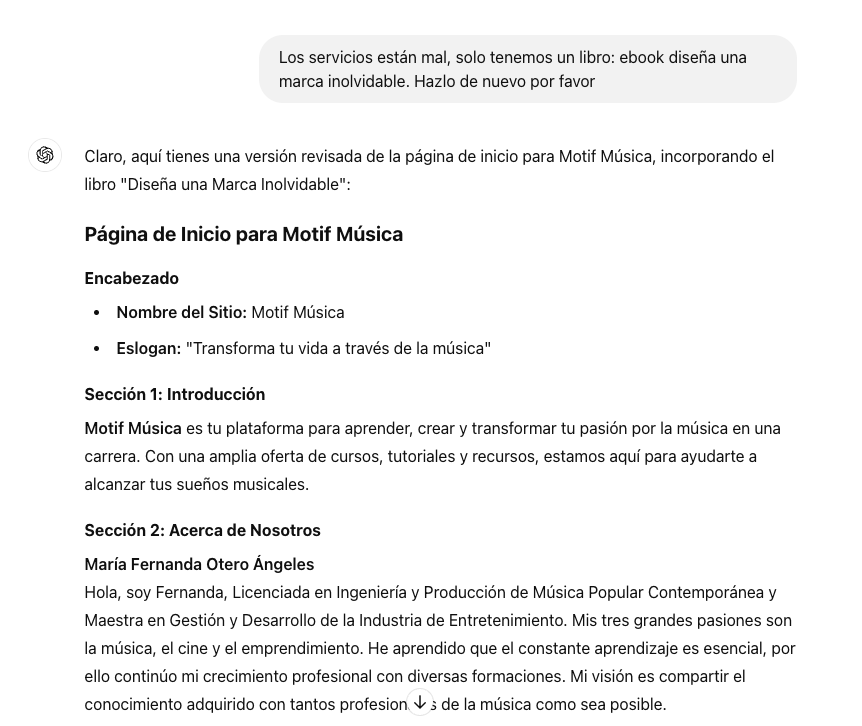 Los servicios están mal, solo tenemos un libro: ebook diseña una
marca inolvidable. Hazlo de nuevo por favor
Claro, aquí tienes una versión revisada de la página de inicio para Motif Música, incorporando el
libro "Diseña una Marca Inolvidable":
Página de Inicio para Motif Música
Encabezado
• Nombre del Sitio: Motif Música
• Eslogan: "Transforma tu vida a través de la música"
Sección 1: Introducción
Motif Música es tu plataforma para aprender, crear y transformar tu pasión por la música en una
carrera. Con una amplia oferta de cursos, tutoriales y recursos, estamos aquí para ayudarte a
alcanzar tus sueños musicales.
Sección 2: Acerca de Nosotros
María Fernanda Otero Ángeles
Hola, soy Fernanda, Licenciada en Ingeniería y Producción de Música Popular Contemporánea y
Maestra en Gestión y Desarrollo de la Industria de Entretenimiento. Mis tres grandes pasiones son
la música, el cine y el emprendimiento. He aprendido que el constante aprendizaje es esencial, por
ello continúo mi crecimiento profesional con diversas formaciones. Mi visión es compartir el
conocimiento adquirido con tantos de la música como sea posible.